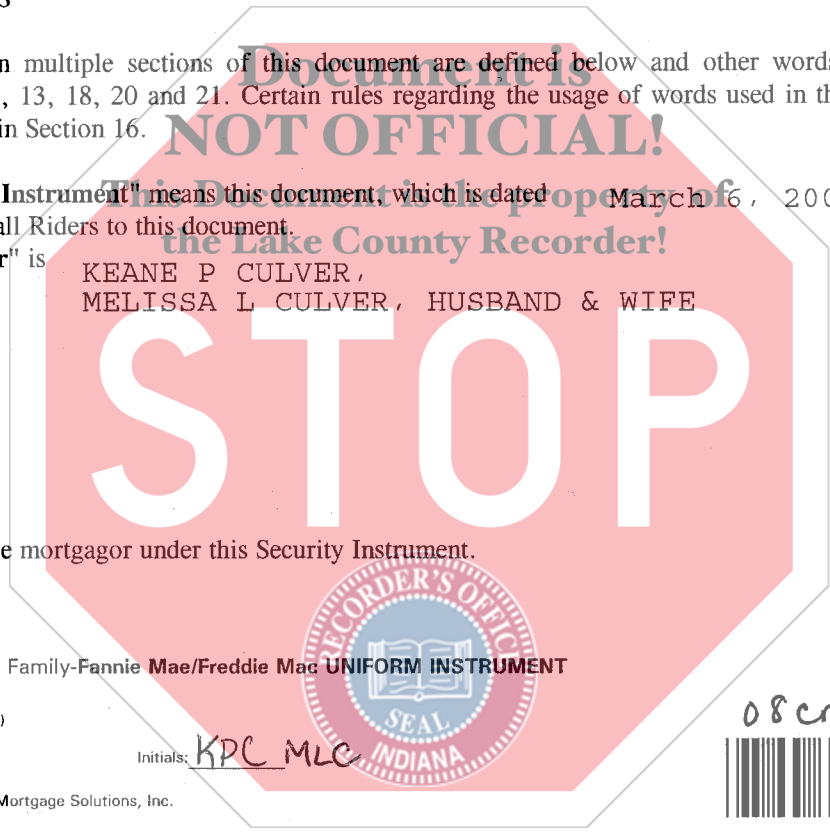 S
n multiple sections of this document are defined below and other words
, 13, 18, 20 and 21. Certain rules regarding the usage of words used in th
in Section 16.
Document is
NOT OFFICIAL!
This Document is the property of
the Lake County Recorder!
Instrument" means this document, which is dated March 6, 200
all Riders to this document.
r" is
KEANE P CULVER,
MELISSA L CULVER, HUSBAND & WIFE
STOP
e mortgagor under this Security Instrument.
RECORDER'S OFFICE
SEAL
INDIANA
Family-Fannie Mae/Freddie Mac UNIFORM INSTRUMENT
)
Initials: KPC MLC
Mortgage Solutions, Inc.